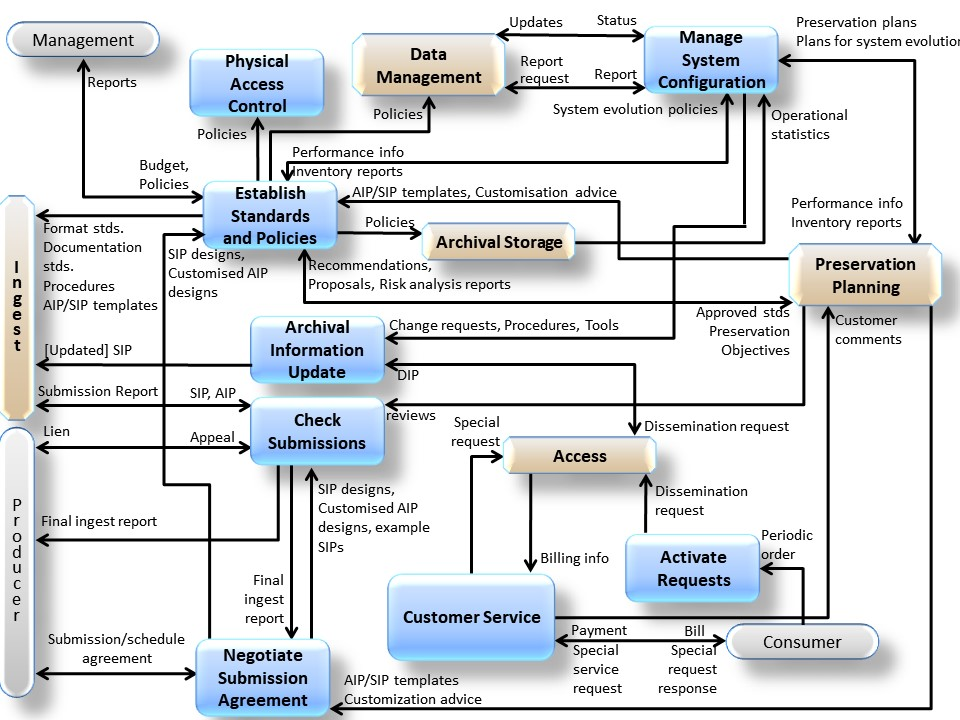 Management
Reports
Physical
Access
Control
Policies
Data
Management
Policies
Updates
Status
Report
request
Report
System evolution policies
Manage
System
Configuration
Preservation plans
Plans for system evolution
Operational
statistics
Budget,
Policies
Performance info
Inventory reports
AIP/SIP templates, Customisation advice
Establish
Standards
and Policies
Policies
Archival Storage
Performance info
Inventory reports
Preservation
Planning
Ingest
Format stds.
Documentation
stds.
Procedures
AIP/SIP templates
SIP designs,
Customised AIP
designs
Recommendations,
Proposals, Risk analysis reports
Approved stds
Preservation
Objectives
Customer
comments
Archival
Information
Update
Change requests, Procedures, Tools
[Updated] SIP
DIP
Submission Report
SIP, AIP
reviews
Check
Submissions
Special
request
Dissemination request
Access
Lien
Appeal
Producer
SIP designs,
Customised AIP
designs, example
SIPs
Dissemination
request
Final ingest report
Periodic
order
Billing info
Activate
Requests
Final
ingest
report
Customer Service
Payment
Bill
Special
service
request
Special
request
response
Consumer
Submission/schedule
agreement
Negotiate
Submission
Agreement
AIP/SIP templates
Customization advice